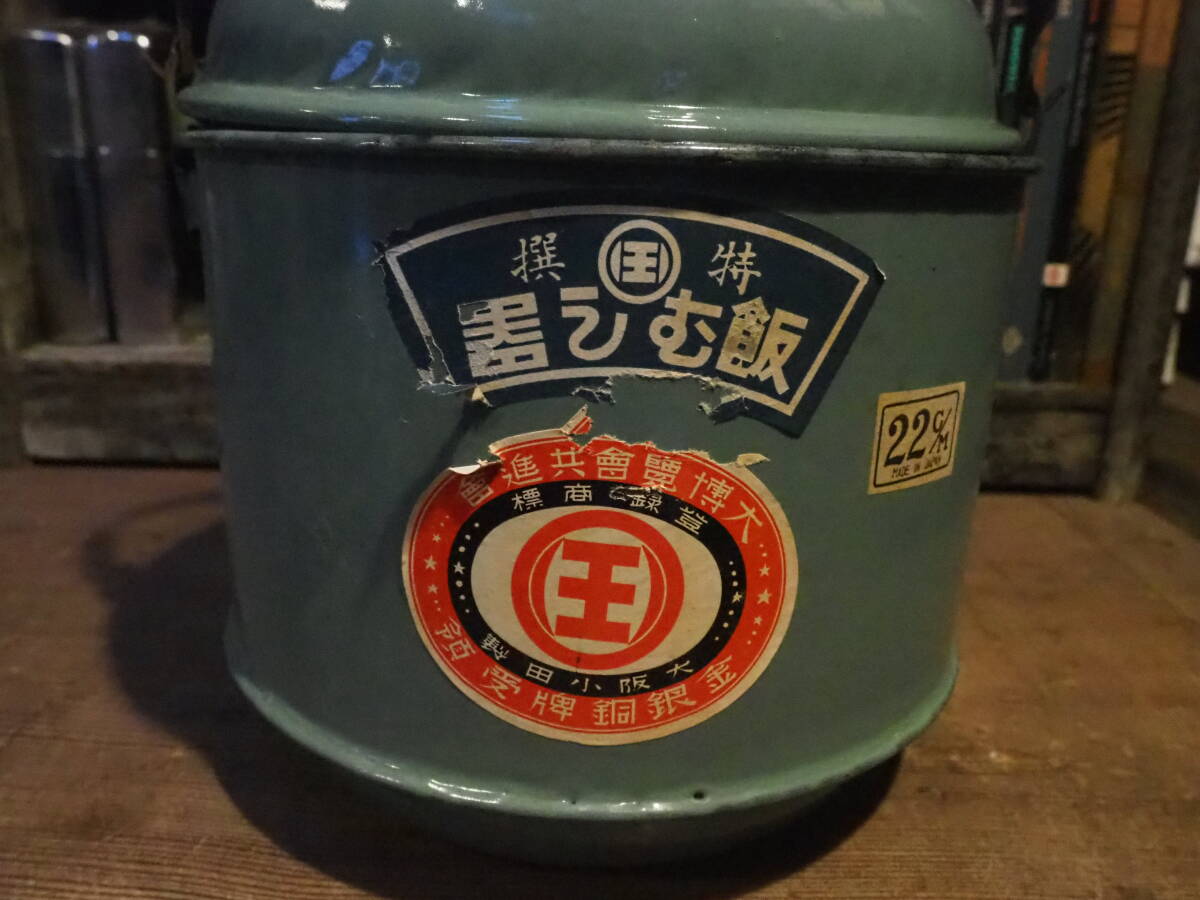 特 王 撰
飯むし器
22 C/M
MADE IN JAPAN
大博覽會共進會
登録商標
王
大阪小田製
金銀銅牌受領